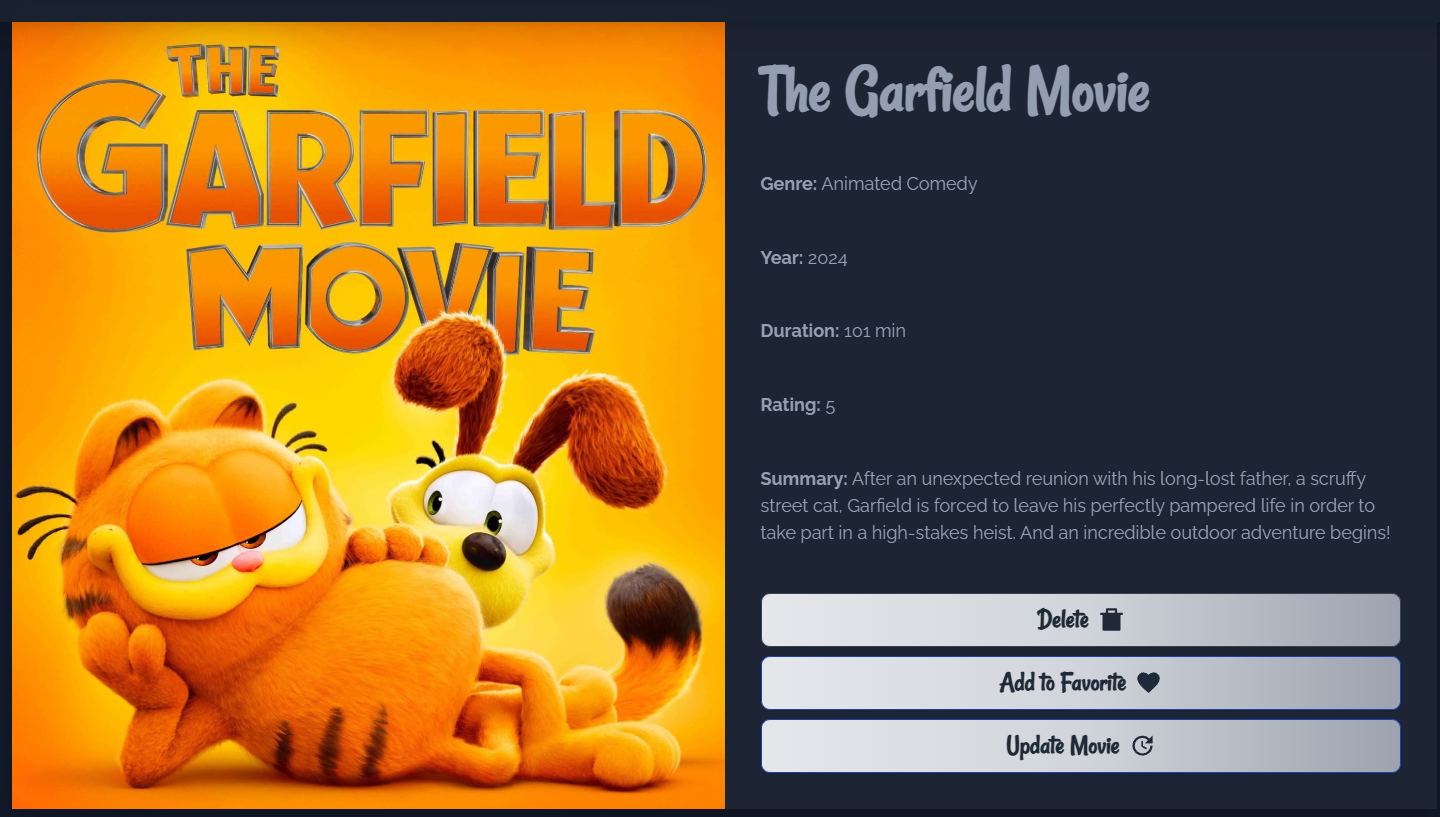 THE
GARFIELD
MOVIE
The Garfield Movie
Genre: Animated Comedy
Year: 2024
Duration: 101 min
Rating: 5
Summary: After an unexpected reunion with his long-lost father, a scruffy
street cat, Garfield is forced to leave his perfectly pampered life in order to
take part in a high-stakes heist. And an incredible outdoor adventure begins!
Delete
Add to Favorite
Update Movie